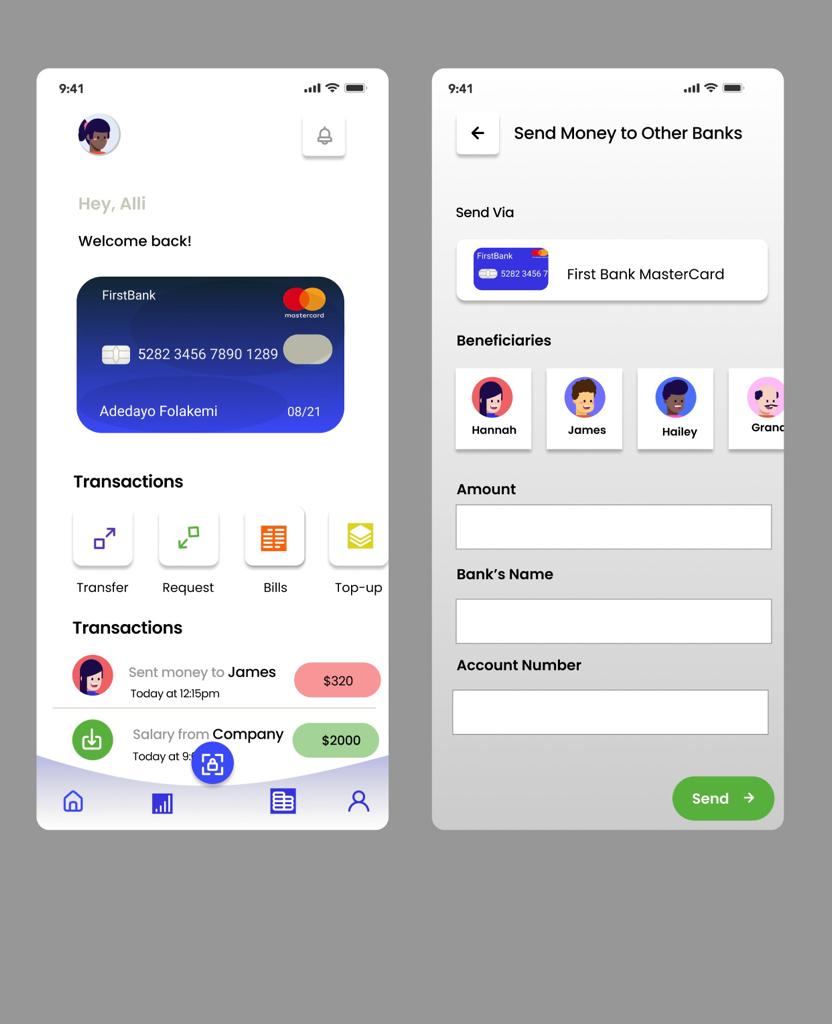 9:41
Hey, Alli
Welcome back!
FirstBank
mastercard
5282 3456 7890 1289
Adedayo Folakemi 08/21
Transactions
Transfer Request Bills Top-up
Transactions
Sent money to James
Today at 12:15pm
$320
Salary from Company
Today at 9:
$2000
9:41
Send Money to Other Banks
Send Via
FirstBank
5282 3456 7
First Bank MasterCard
Beneficiaries
Hannah James Hailey Grand
Amount
Bank’s Name
Account Number
Send